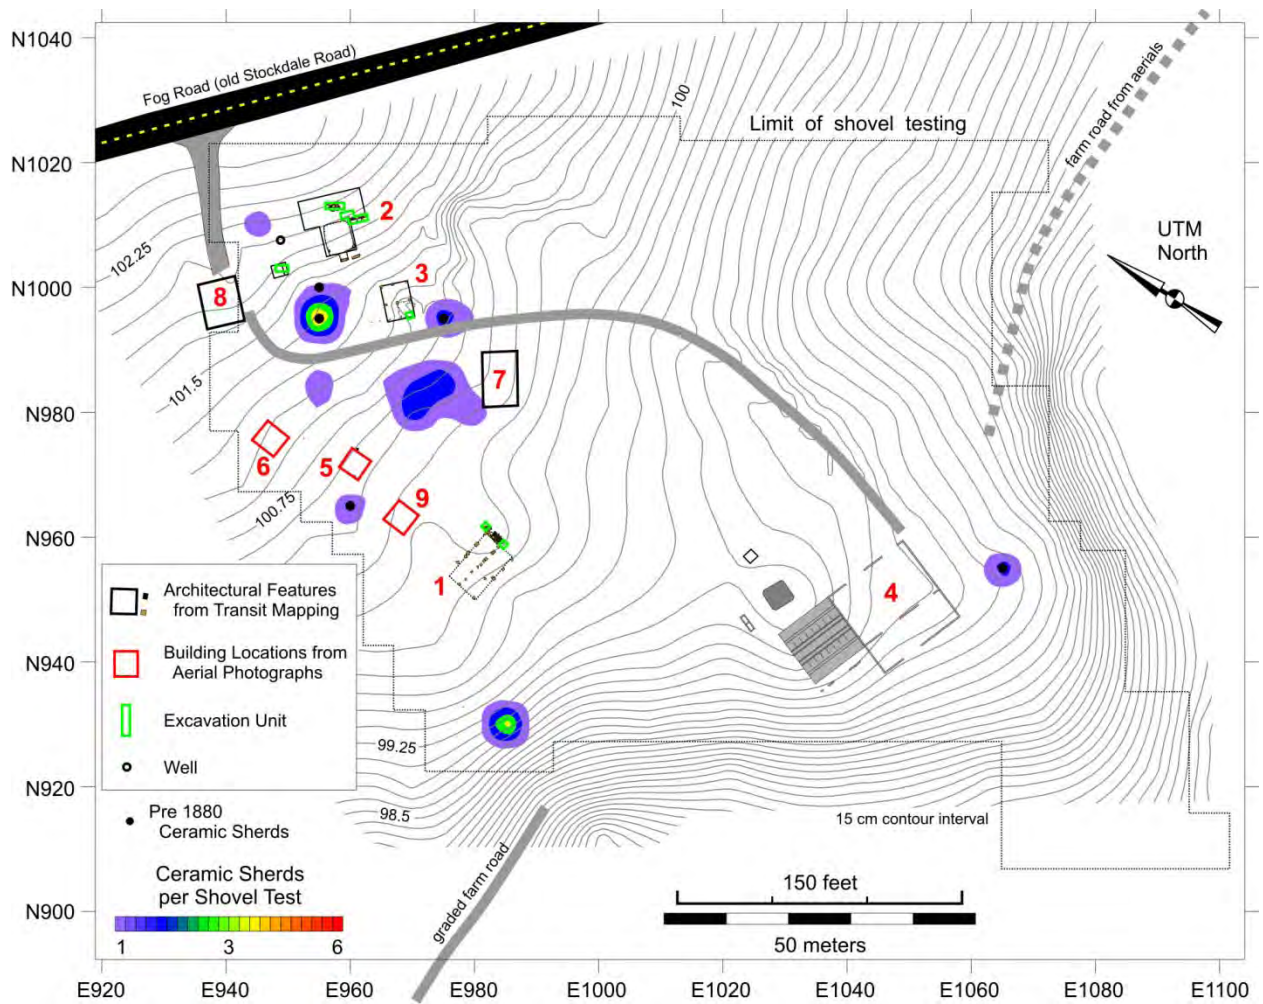 N1040
N1020
N1000
N980
N960
N940
N920
N900
Fog Road (old Stockdale Road)
100
Limit of shovel testing
farm road from aerials
UTM
North
102.25
2
3
8
101.5
7
6
5
9
100.75
1
4
Architectural Features
from Transit Mapping
Building Locations from
Aerial Photographs
Excavation Unit
Well
Pre 1880
Ceramic Sherds
Ceramic Sherds
per Shovel Test
1 3 6
99.25
98.5
graded farm road
15 cm contour interval
150 feet
50 meters
E920 E940 E960 E980 E1000 E1020 E1040 E1060 E1080 E1100